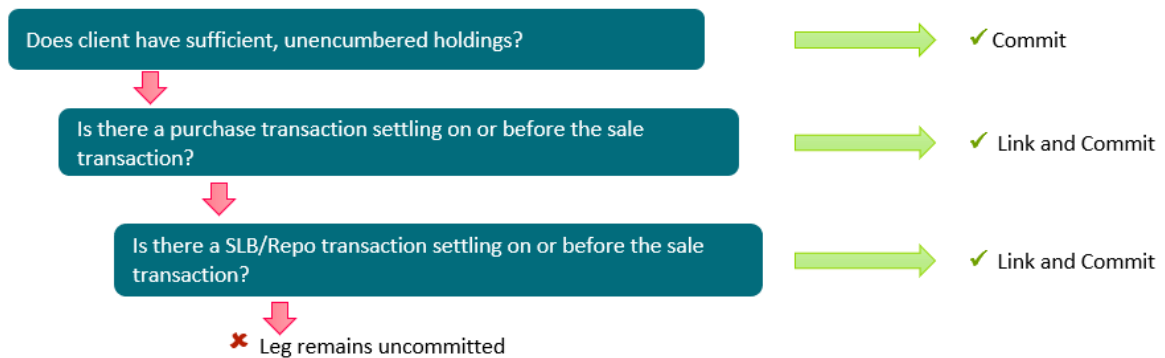 Does client have sufficient, unencumbered holdings?
✓ Commit
Is there a purchase transaction settling on or before the sale
transaction?
✓ Link and Commit
Is there a SLB/Repo transaction settling on or before the sale
transaction?
✓ Link and Commit
✘ Leg remains uncommitted